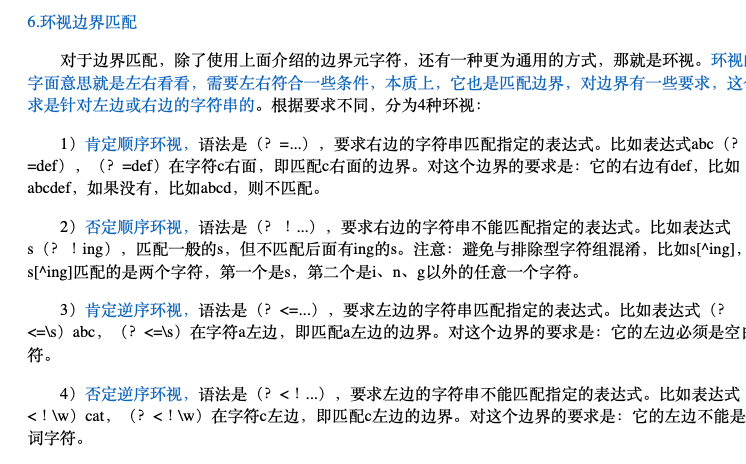 6.环视边界匹配
对于边界匹配，除了使用上面介绍的边界元字符，还有一种更为通用的方式，那就是环视。环视
字面意思就是左右看看，需要左右符合一些条件，本质上，它也是匹配边界，对边界有一些要求，这
求是针对左边或右边的字符串的。根据要求不同，分为4种环视：
1）肯定顺序环视，语法是（？=...），要求右边的字符串匹配指定的表达式。比如表达式abc（？
=def），（？=def）在字符c右面，即匹配c右面的边界。对这个边界的要求是：它的右边有def，比如
abcdef，如果没有，比如abcd，则不匹配。
2）否定顺序环视，语法是（？！...），要求右边的字符串不能匹配指定的表达式。比如表达式
s（？！ing），匹配一般的s，但不匹配后面有ing的s。注意：避免与排除型字符组混淆，比如s[^ing]，
s[^ing]匹配的是两个字符，第一个是s，第二个是i、n、g以外的任意一个字符。
3）肯定逆序环视，语法是（？<=...），要求左边的字符串匹配指定的表达式。比如表达式（？
<=\s）abc，（？<=\s）在字符a左边，即匹配a左边的边界。对这个边界的要求是：它的左边必须是空白
符。
4）否定逆序环视，语法是（？<！...），要求左边的字符串不能匹配指定的表达式。比如表达式
<！\w）cat，（？<！\w）在字符c左边，即匹配c左边的边界。对这个边界的要求是：它的左边不能是
词字符。